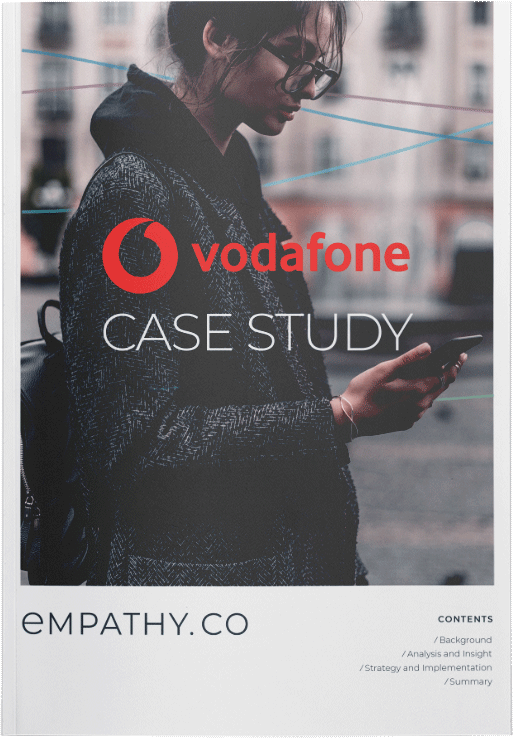 vodafone
CASE STUDY
eMPATHY.CO
CONTENTS
/Background
/Analysis and Insight
/Strategy and Implementation
/Summary